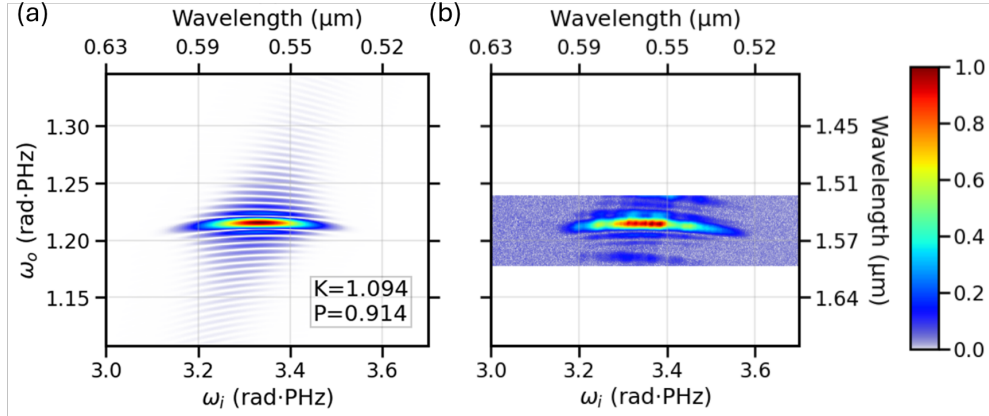 (a)
Wavelength (μm)
0.63 0.59 0.55 0.52
ωₒ (rad·PHz)
1.30
1.25
1.20
1.15
K=1.094
P=0.914
3.0 3.2 3.4 3.6
ωᵢ (rad·PHz)
(b)
Wavelength (μm)
0.63 0.59 0.55 0.52
1.45
1.51
1.57
1.64
Wavelength (μm)
3.0 3.2 3.4 3.6
ωᵢ (rad·PHz)
1.0
0.8
0.6
0.4
0.2
0.0